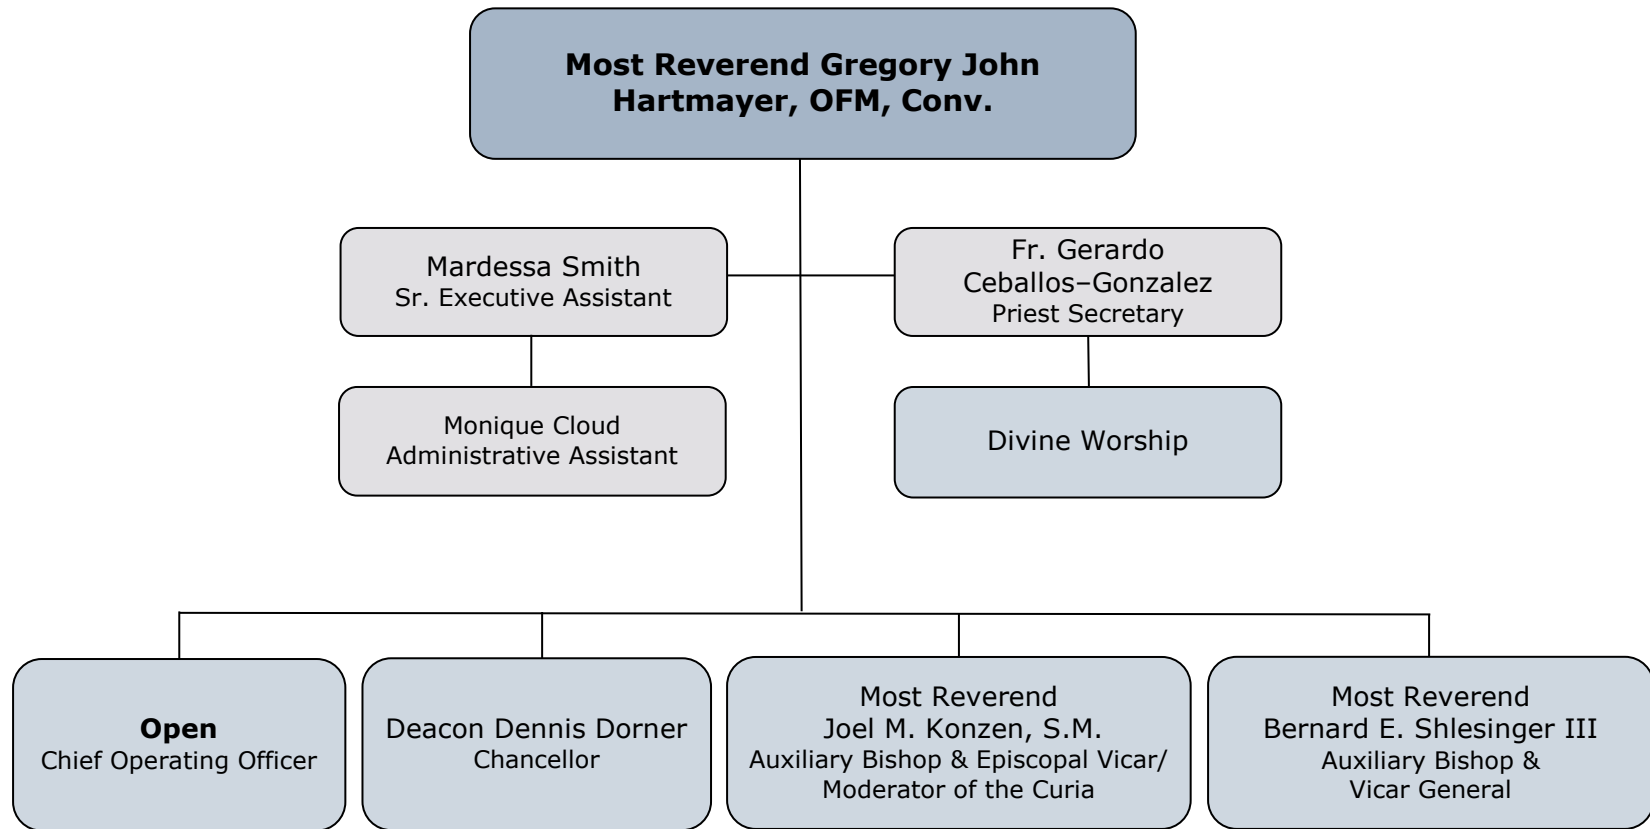 Most Reverend Gregory John
Hartmayer, OFM, Conv.
Mardessa Smith
Sr. Executive Assistant
Fr. Gerardo
Ceballos–Gonzalez
Priest Secretary
Monique Cloud
Administrative Assistant
Divine Worship
Open
Chief Operating Officer
Deacon Dennis Dorner
Chancellor
Most Reverend
Joel M. Konzen, S.M.
Auxiliary Bishop & Episcopal Vicar/
Moderator of the Curia
Most Reverend
Bernard E. Shlesinger III
Auxiliary Bishop &
Vicar General